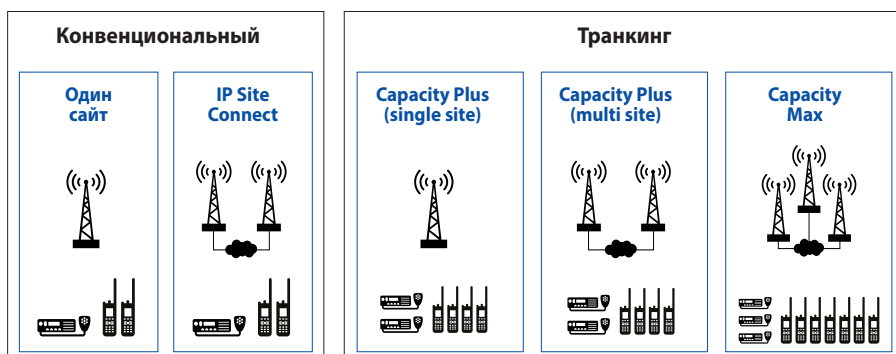 Конвенциональный
Транкинг
Один
сайт
IP Site
Connect
Capacity Plus
(single site)
Capacity Plus
(multi site)
Capacity
Max